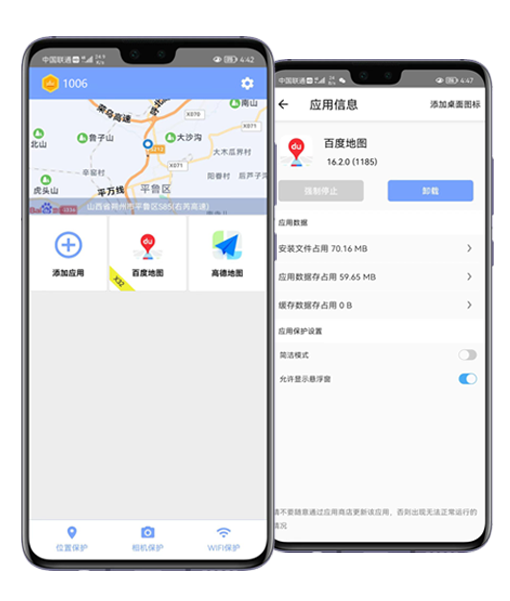 中国联通
4:42
1006
荣乌高速
X070
南山
X071
鲁子山
大沙沟
北山
大木瓜界村
X071
辛窑村
阳眷村
后芦子沟
虎头山
平万线
平鲁区
山西省朔州市平鲁区S85(右芮高速)
添加应用
X32
百度地图
高德地图
位置保护
相机保护
WIFI保护
中国联通
4:47
应用信息
添加桌面图标
du
百度地图
16.2.0 (1185)
强制停止
卸载
应用数据
安装文件占用 70.16 MB
应用数据存占用 59.65 MB
缓存数据存占用 0 B
应用保护设置
简洁模式
允许显示悬浮窗
请不要随意通过应用商店更新该应用，否则出现无法正常运行的
情况